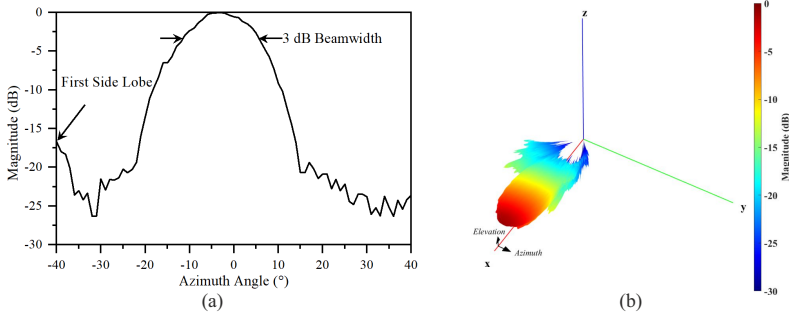 0
-5
-10
-15
-20
-25
-30
3 dB Beamwidth
First Side Lobe
Magnitude (dB)
-40 -30 -20 -10 0 10 20 30 40
Azimuth Angle (°)
(a)
z
y
x
Elevation
Azimuth
0
-5
-10
-15
-20
-25
-30
Magnitude (dB)
(b)